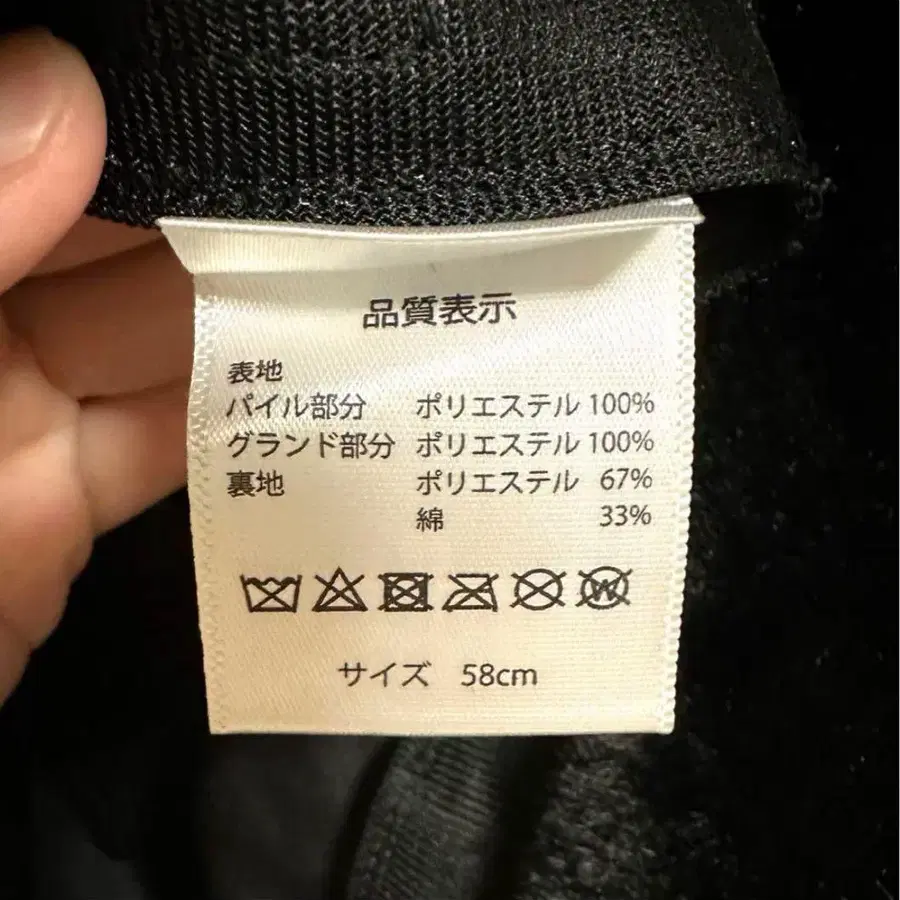 品質表示
表地
パイル部分 ポリエステル 100%
グランド部分 ポリエステル 100%
裏地 ポリエステル 67%
綿 33%
W
サイズ 58cm